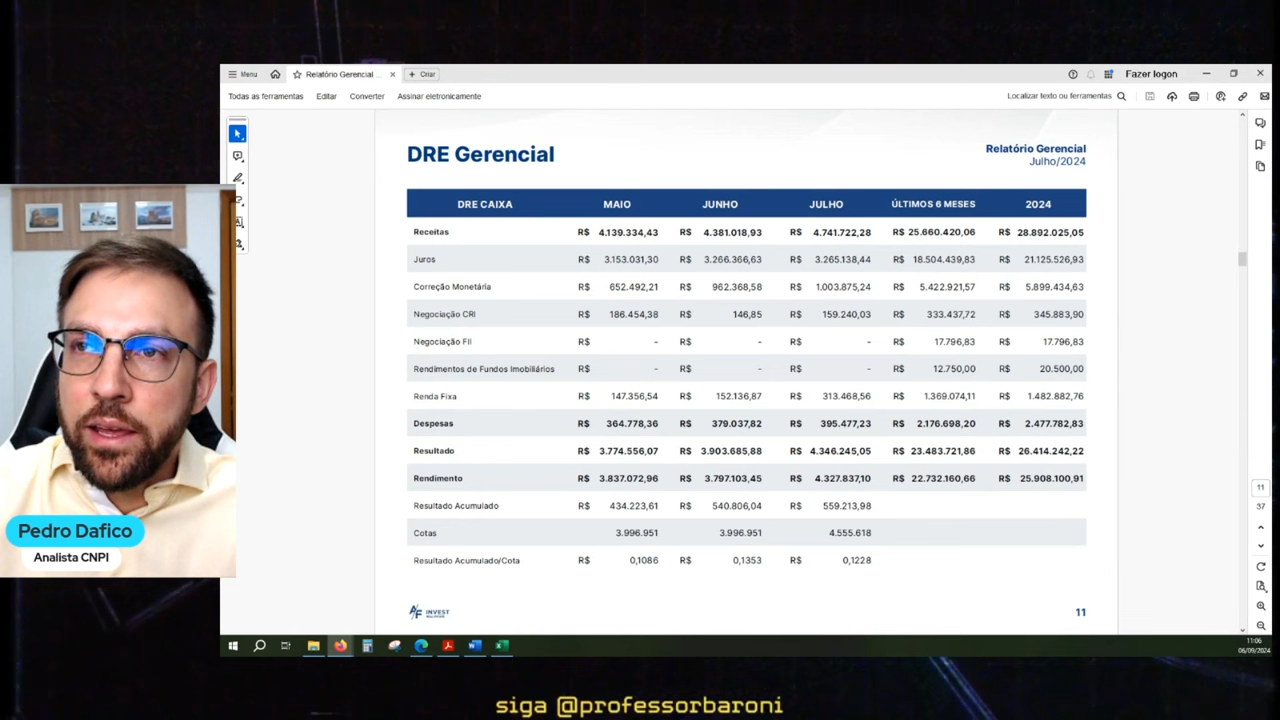 Menu
Relatório Gerencial ...
Criar
Fazer logon
Todas as ferramentas Editar Converter Assinar eletronicamente
Localizar texto ou ferramentas
DRE Gerencial
Relatório Gerencial
Julho/2024
DRE CAIXA MAIO JUNHO JULHO ÚLTIMOS 6 MESES 2024
Receitas R$ 4.139.334,43 R$ 4.381.018,93 R$ 4.741.722,28 R$ 25.660.420,06 R$ 28.892.025,05
Juros R$ 3.153.031,30 R$ 3.266.366,63 R$ 3.265.138,44 R$ 18.504.439,83 R$ 21.125.526,93
Correção Monetária R$ 652.492,21 R$ 962.368,58 R$ 1.003.875,24 R$ 5.422.921,57 R$ 5.899.434,63
Negociação CRI R$ 186.454,38 R$ 146,85 R$ 159.240,03 R$ 333.437,72 R$ 345.883,90
Negociação FII R$ - R$ - R$ - R$ 17.796,83 R$ 17.796,83
Rendimentos de Fundos Imobiliários R$ - R$ - R$ - R$ 12.750,00 R$ 20.500,00
Renda Fixa R$ 147.356,54 R$ 152.136,87 R$ 313.468,56 R$ 1.369.074,11 R$ 1.482.882,76
Despesas R$ 364.778,36 R$ 379.037,82 R$ 395.477,23 R$ 2.176.698,20 R$ 2.477.782,83
Resultado R$ 3.774.556,07 R$ 3.903.685,88 R$ 4.346.245,05 R$ 23.483.721,86 R$ 26.414.242,22
Rendimento R$ 3.837.072,96 R$ 3.797.103,45 R$ 4.327.837,10 R$ 22.732.160,66 R$ 25.908.100,91
Resultado Acumulado R$ 434.223,61 R$ 540.806,04 R$ 559.213,98
Cotas 3.996.951 3.996.951 4.555.618
Resultado Acumulado/Cota R$ 0,1086 R$ 0,1353 R$ 0,1228
AF INVEST
11
11
37
Pedro Dafico
Analista CNPI
11:06
06/09/2024
siga @professorbaroni